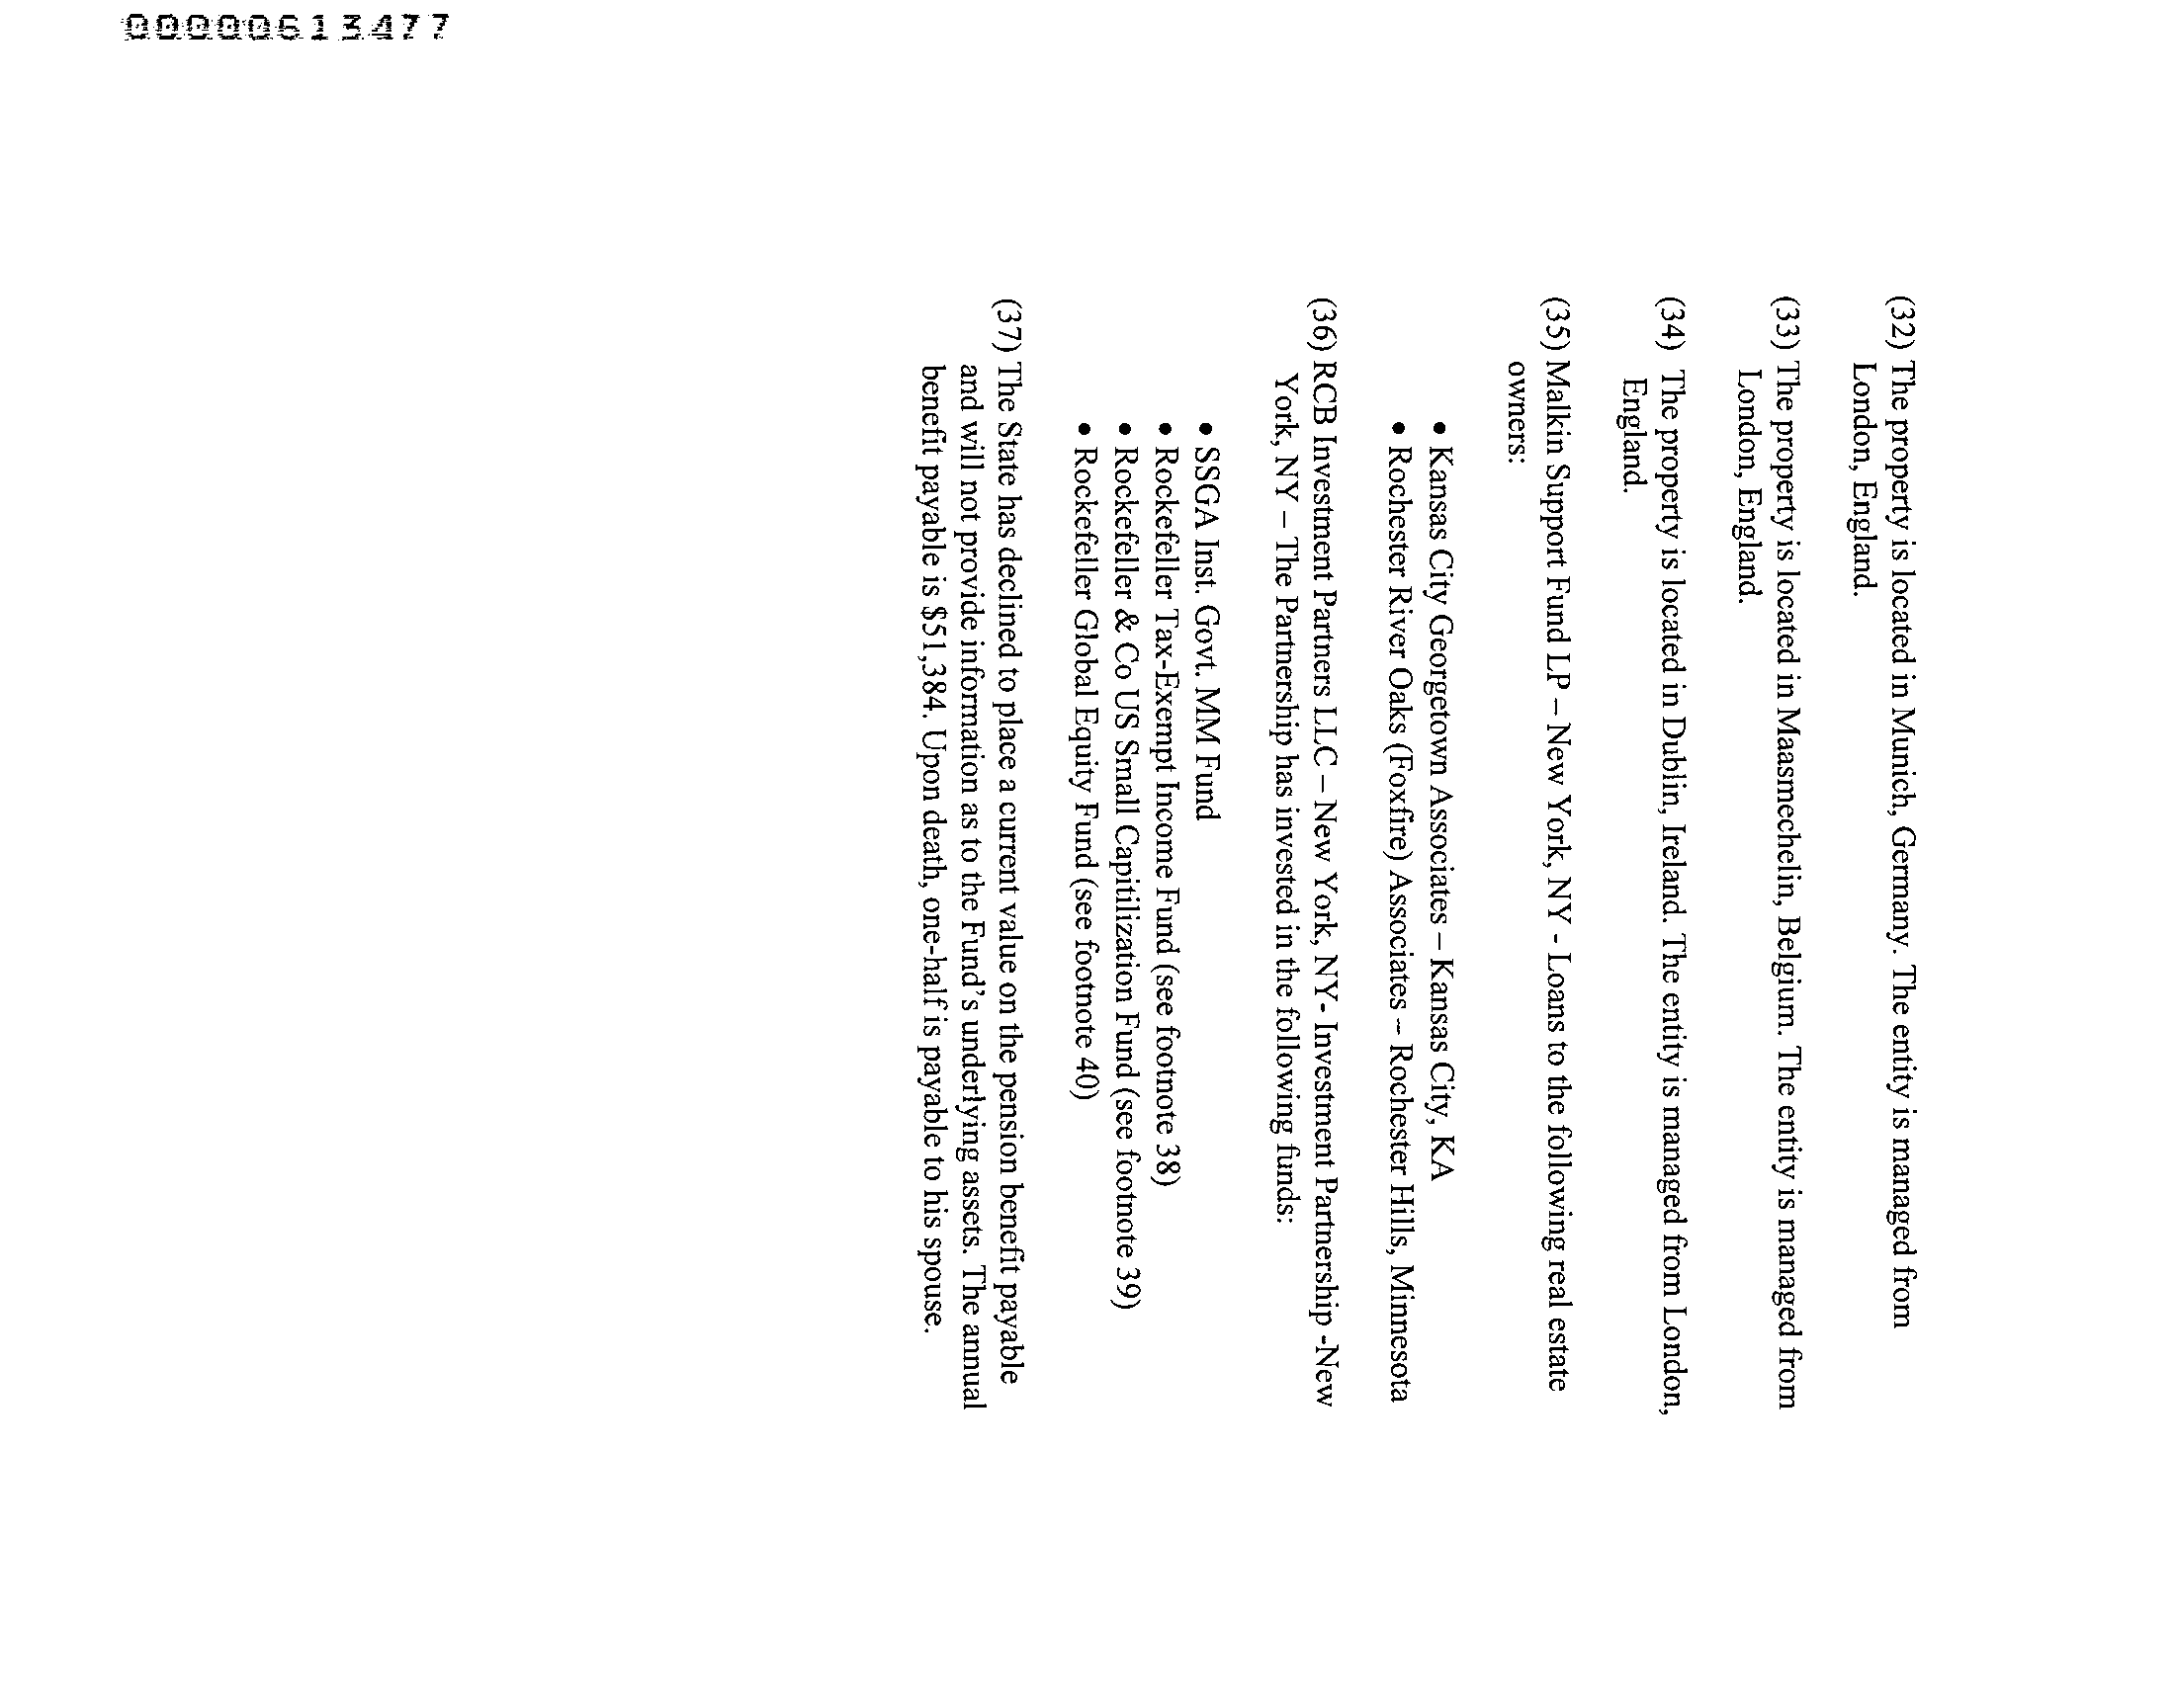 00000613477
(32) The property is located in Munich, Germany. The entity is managed from
London, England.
(33) The property is located in Maasmechelin, Belgium. The entity is managed from
London, England.
(34) The property is located in Dublin, Ireland. The entity is managed from London,
England.
(35) Malkin Support Fund LP – New York, NY - Loans to the following real estate
owners:
• Kansas City Georgetown Associates – Kansas City, KA
• Rochester River Oaks (Foxfire) Associates – Rochester Hills, Minnesota
(36) RCB Investment Partners LLC – New York, NY- Investment Partnership -New
York, NY – The Partnership has invested in the following funds:
• SSGA Inst. Govt. MM Fund
• Rockefeller Tax-Exempt Income Fund (see footnote 38)
• Rockefeller & Co US Small Capitilization Fund (see footnote 39)
• Rockefeller Global Equity Fund (see footnote 40)
(37) The State has declined to place a current value on the pension benefit payable
and will not provide information as to the Fund's underlying assets. The annual
benefit payable is $51,384. Upon death, one-half is payable to his spouse.